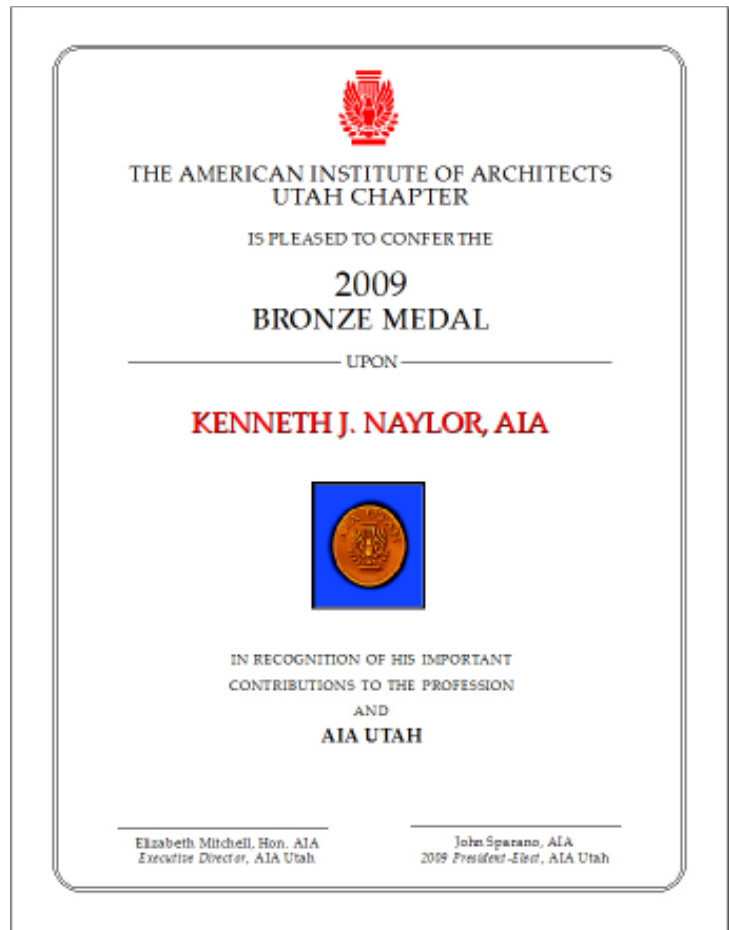 THE AMERICAN INSTITUTE OF ARCHITECTS
UTAH CHAPTER
IS PLEASED TO CONFER THE
2009
BRONZE MEDAL
UPON
KENNETH J. NAYLOR, AIA
AIA UTAH
IN RECOGNITION OF HIS IMPORTANT
CONTRIBUTIONS TO THE PROFESSION
AND
AIA UTAH
Elizabeth Mitchell, Hon. AIA
Executive Director, AIA Utah
John Sparano, AIA
2009 President-Elect, AIA Utah